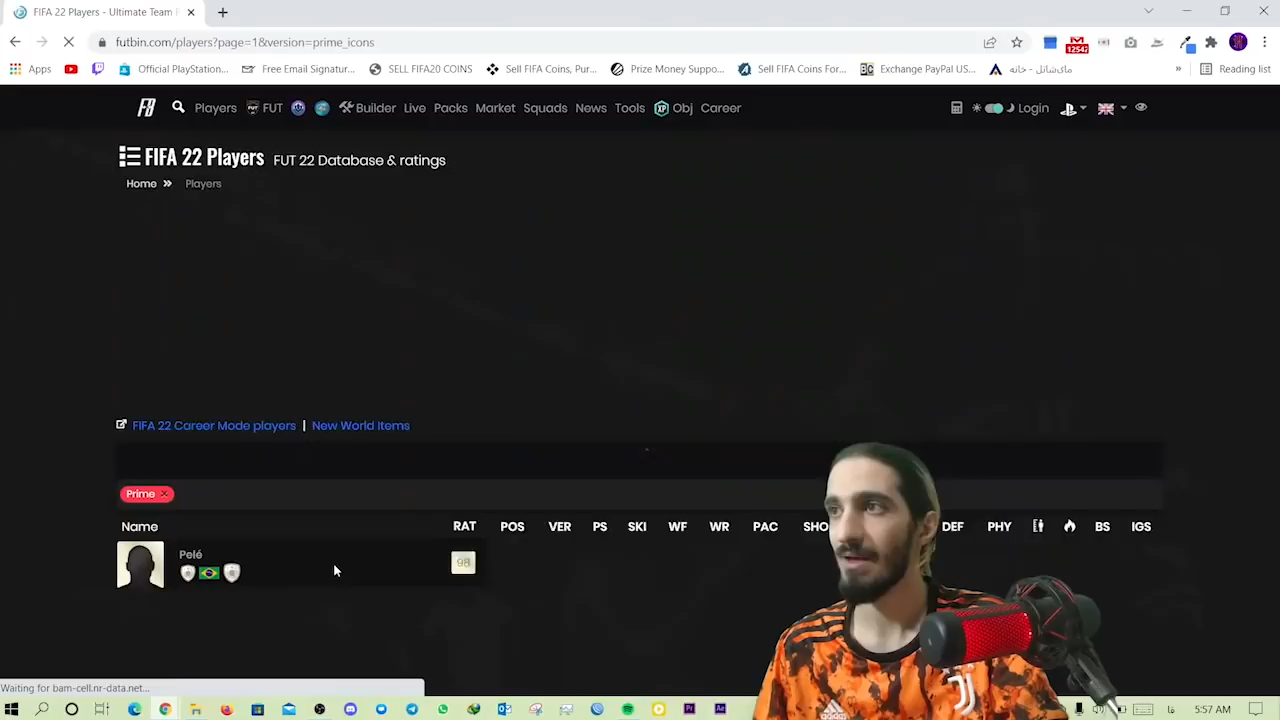 FIFA 22 Players - Ultimate Team F
futbin.com/players?page=1&version=prime_icons
12542
Apps
Official PlayStation...
Free Email Signatur...
SELL FIFA20 COINS
Sell FIFA Coins, Pur...
Prize Money Suppo...
Sell FIFA Coins For...
Exchange PayPal US...
ماک‌شاتل - خانه
»
Reading list
Players
FUT
Builder
Live
Packs
Market
Squads
News
Tools
Obj
Career
Login
FIFA 22 Players FUT 22 Database & ratings
Home » Players
FIFA 22 Career Mode players | New World Items
Prime ×
Name RAT POS VER PS SKI WF WR PAC SHO DEF PHY BS IGS
Pelé
98
Waiting for bam-cell.nr-data.net...
5:57 AM